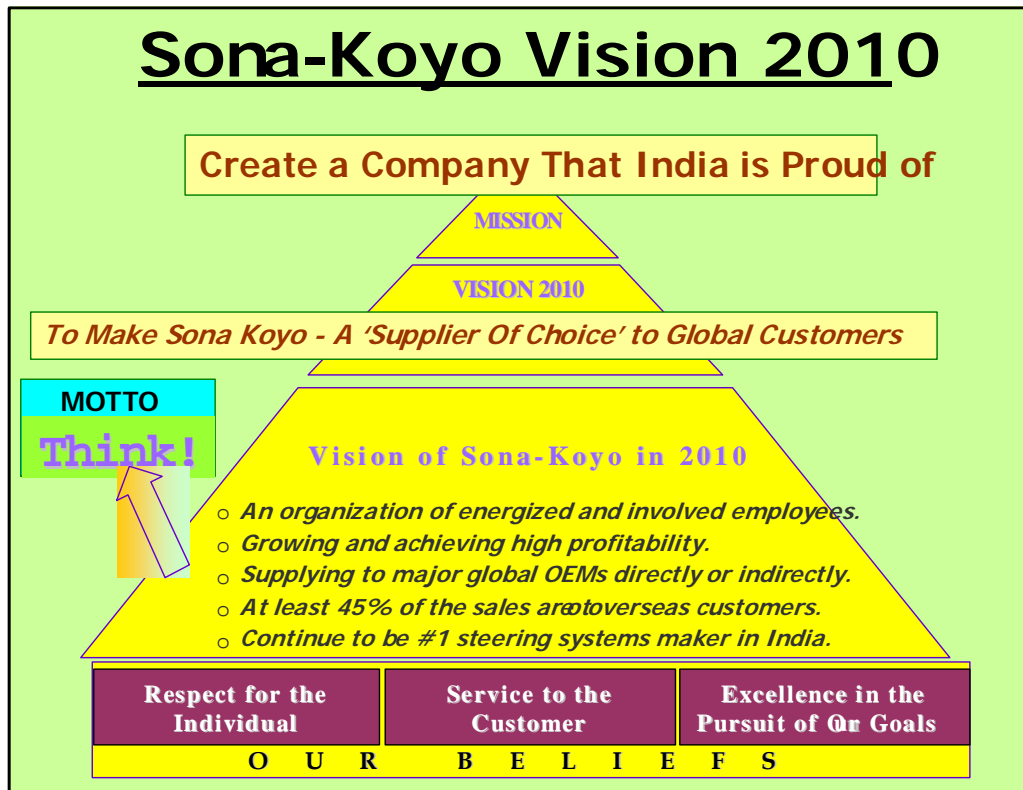 Sona-Koyo Vision 2010
Create a Company That India is Proud of
MISSION
VISION 2010
To Make Sona Koyo - A ‘Supplier Of Choice’ to Global Customers
MOTTO
Think!
Vision of Sona-Koyo in 2010
o An organization of energized and involved employees.
o Growing and achieving high profitability.
o Supplying to major global OEMs directly or indirectly.
o At least 45% of the sales are to overseas customers.
o Continue to be #1 steering systems maker in India.
Respect for the
Individual
Service to the
Customer
Excellence in the
Pursuit of Our Goals
O U R B E L I E F S